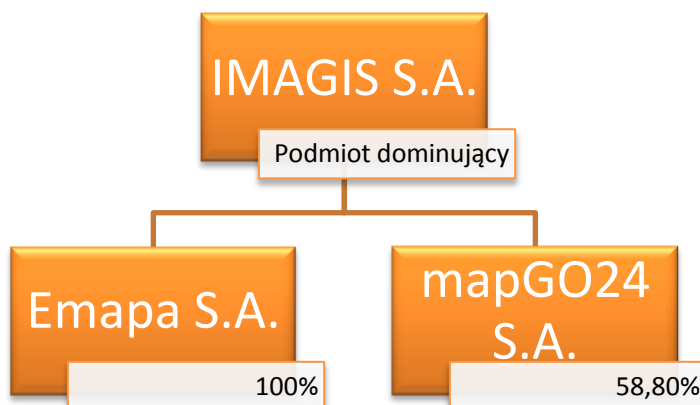 IMAGIS S.A.
Podmiot dominujący
Emapa S.A.
100%
mapGO24
S.A.
58,80%